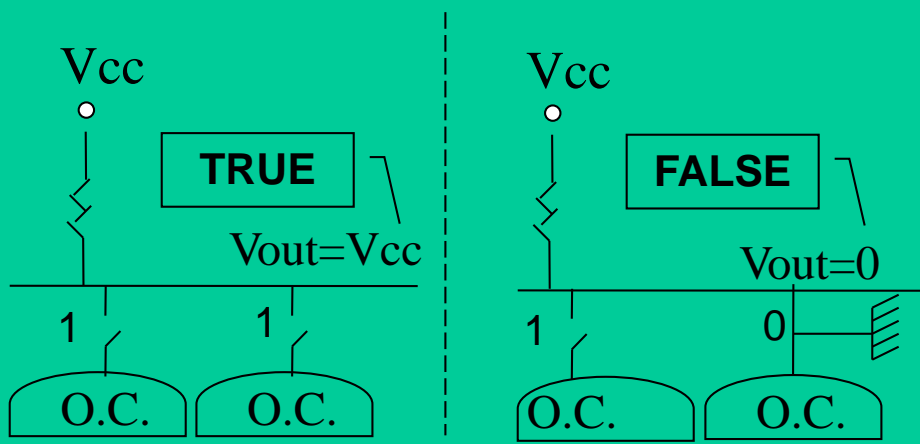 Vcc
TRUE
Vout=Vcc
1
1
O.C.
O.C.
Vcc
FALSE
Vout=0
1
0
O.C.
O.C.